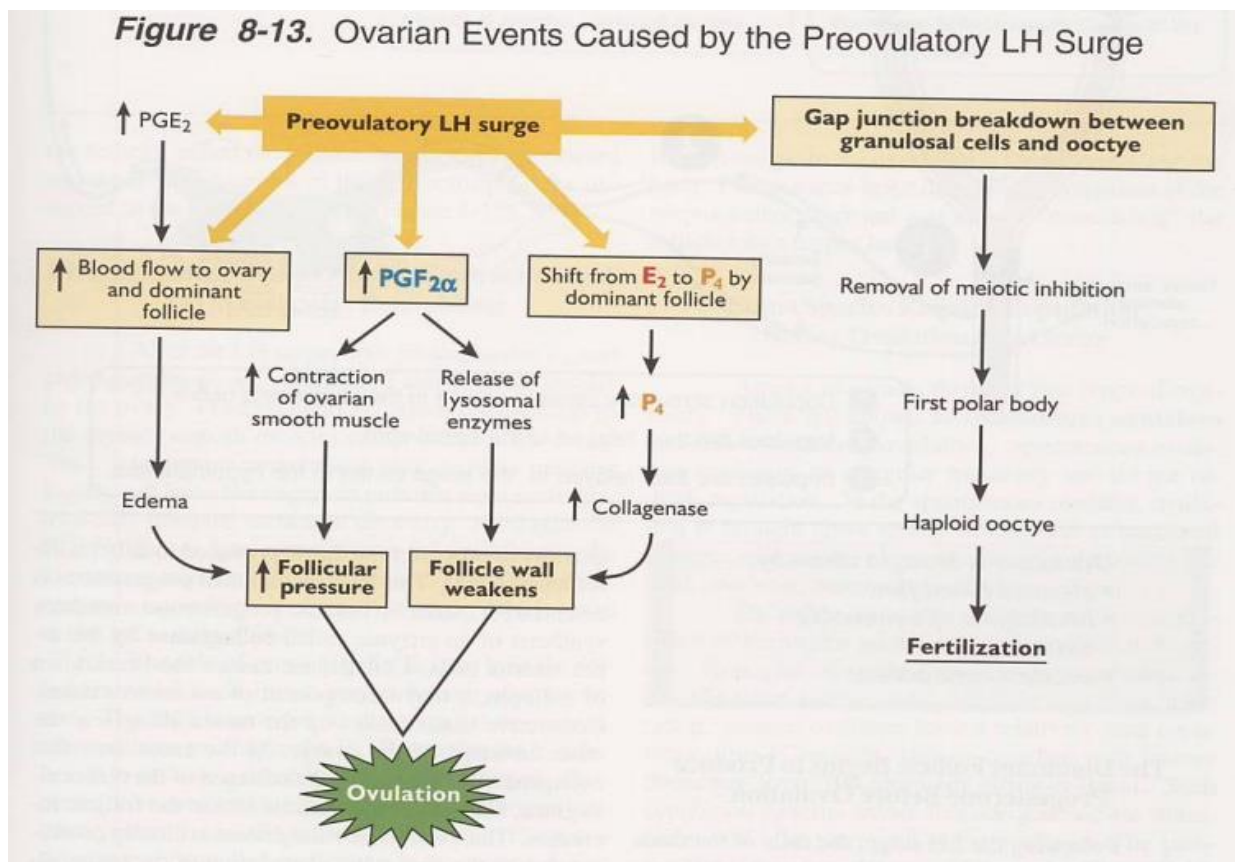 Figure 8-13. Ovarian Events Caused by the Preovulatory LH Surge
↑ PGE₂
Preovulatory LH surge
Gap junction breakdown between
granulosal cells and ooctye
↑ Blood flow to ovary
and dominant
follicle
↑ PGF₂α
Shift from E₂ to P₄ by
dominant follicle
Removal of meiotic inhibition
↑ Contraction
of ovarian
smooth muscle
Release of
lysosomal
enzymes
↑ P₄
First polar body
Edema
↑ Collagenase
Haploid ooctye
↑ Follicular
pressure
Follicle wall
weakens
Fertilization
Ovulation